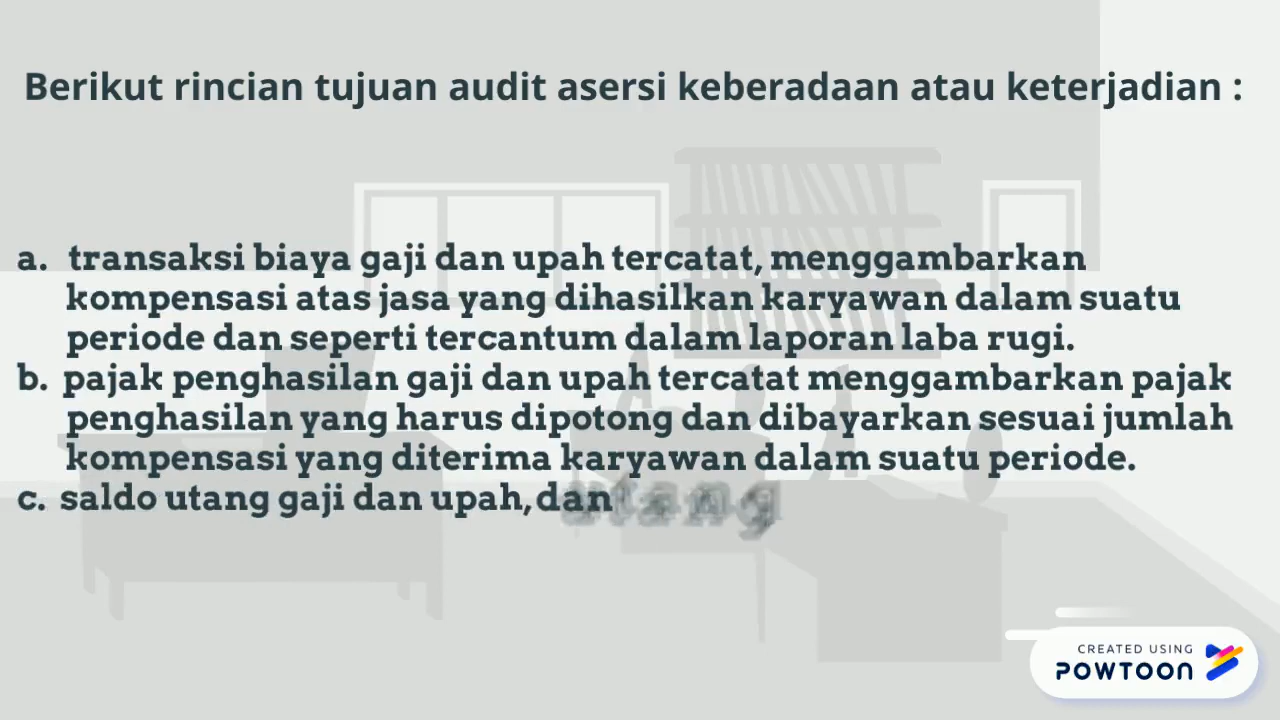 Berikut rincian tujuan audit asersi keberadaan atau keterjadian :
a. transaksi biaya gaji dan upah tercatat, menggambarkan
kompensasi atas jasa yang dihasilkan karyawan dalam suatu
periode dan seperti tercantum dalam laporan laba rugi.
b. pajak penghasilan gaji dan upah tercatat menggambarkan pajak
penghasilan yang harus dipotong dan dibayarkan sesuai jumlah
kompensasi yang diterima karyawan dalam suatu periode.
c. saldo utang gaji dan upah, dan utang
CREATED USING
POWTOON